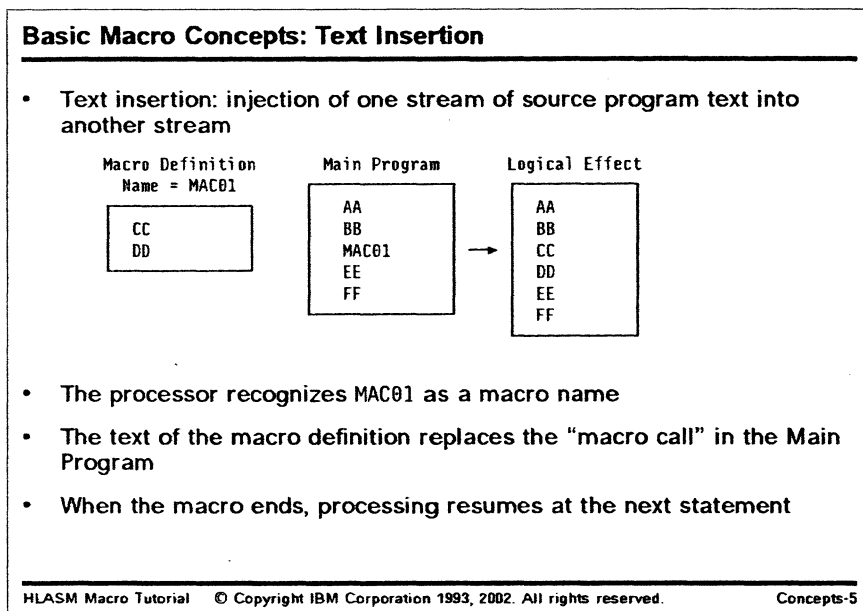 Basic Macro Concepts: Text Insertion
• Text insertion: injection of one stream of source program text into
another stream
Macro Definition
Name = MAC01
CC
DD
Main Program
AA
BB
MAC01
EE
FF
Logical Effect
AA
BB
CC
DD
EE
FF
• The processor recognizes MAC01 as a macro name
• The text of the macro definition replaces the “macro call” in the Main
Program
• When the macro ends, processing resumes at the next statement
HLASM Macro Tutorial © Copyright IBM Corporation 1993, 2002. All rights reserved. Concepts-5